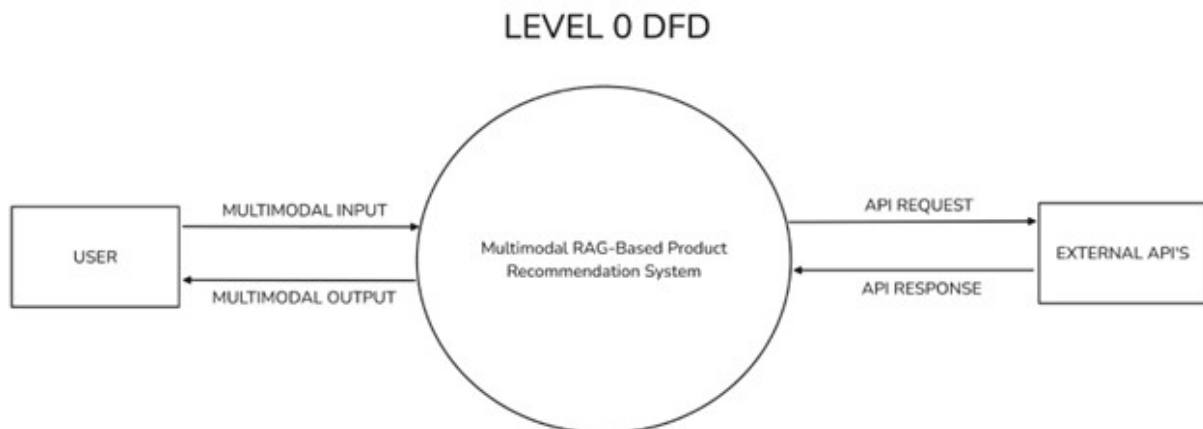 LEVEL 0 DFD
USER
MULTIMODAL INPUT
MULTIMODAL OUTPUT
Multimodal RAG-Based Product
Recommendation System
API REQUEST
API RESPONSE
EXTERNAL API'S